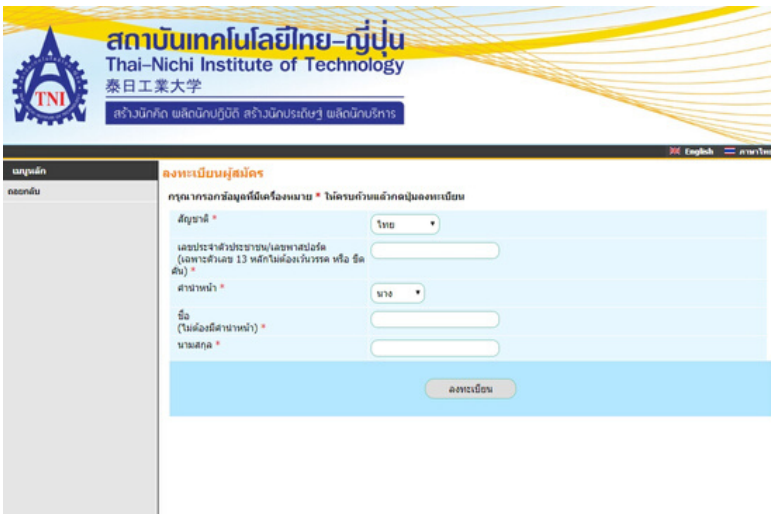 สถาบันเทคโนโลยีไทย-ญี่ปุ่น
Thai-Nichi Institute of Technology
泰日工業大学
TNI
สร้างนักคิด ผลิตนักปฏิบัติ สร้างนักประดิษฐ์ ผลิตนักบริหาร
English ภาษาไทย
เมนูหลัก
ถอยกลับ
ลงทะเบียนผู้สมัคร
กรุณากรอกข้อมูลที่มีเครื่องหมาย * ให้ครบถ้วนแล้วกดปุ่มลงทะเบียน
สัญชาติ *
ไทย
เลขประจำตัวประชาชน/เลขพาสปอร์ต
(เฉพาะตัวเลข 13 หลักไม่ต้องเว้นวรรค หรือ ขีด
คั่น) *
คำนำหน้า *
นาง
ชื่อ
(ไม่ต้องมีคำนำหน้า) *
นามสกุล *
ลงทะเบียน